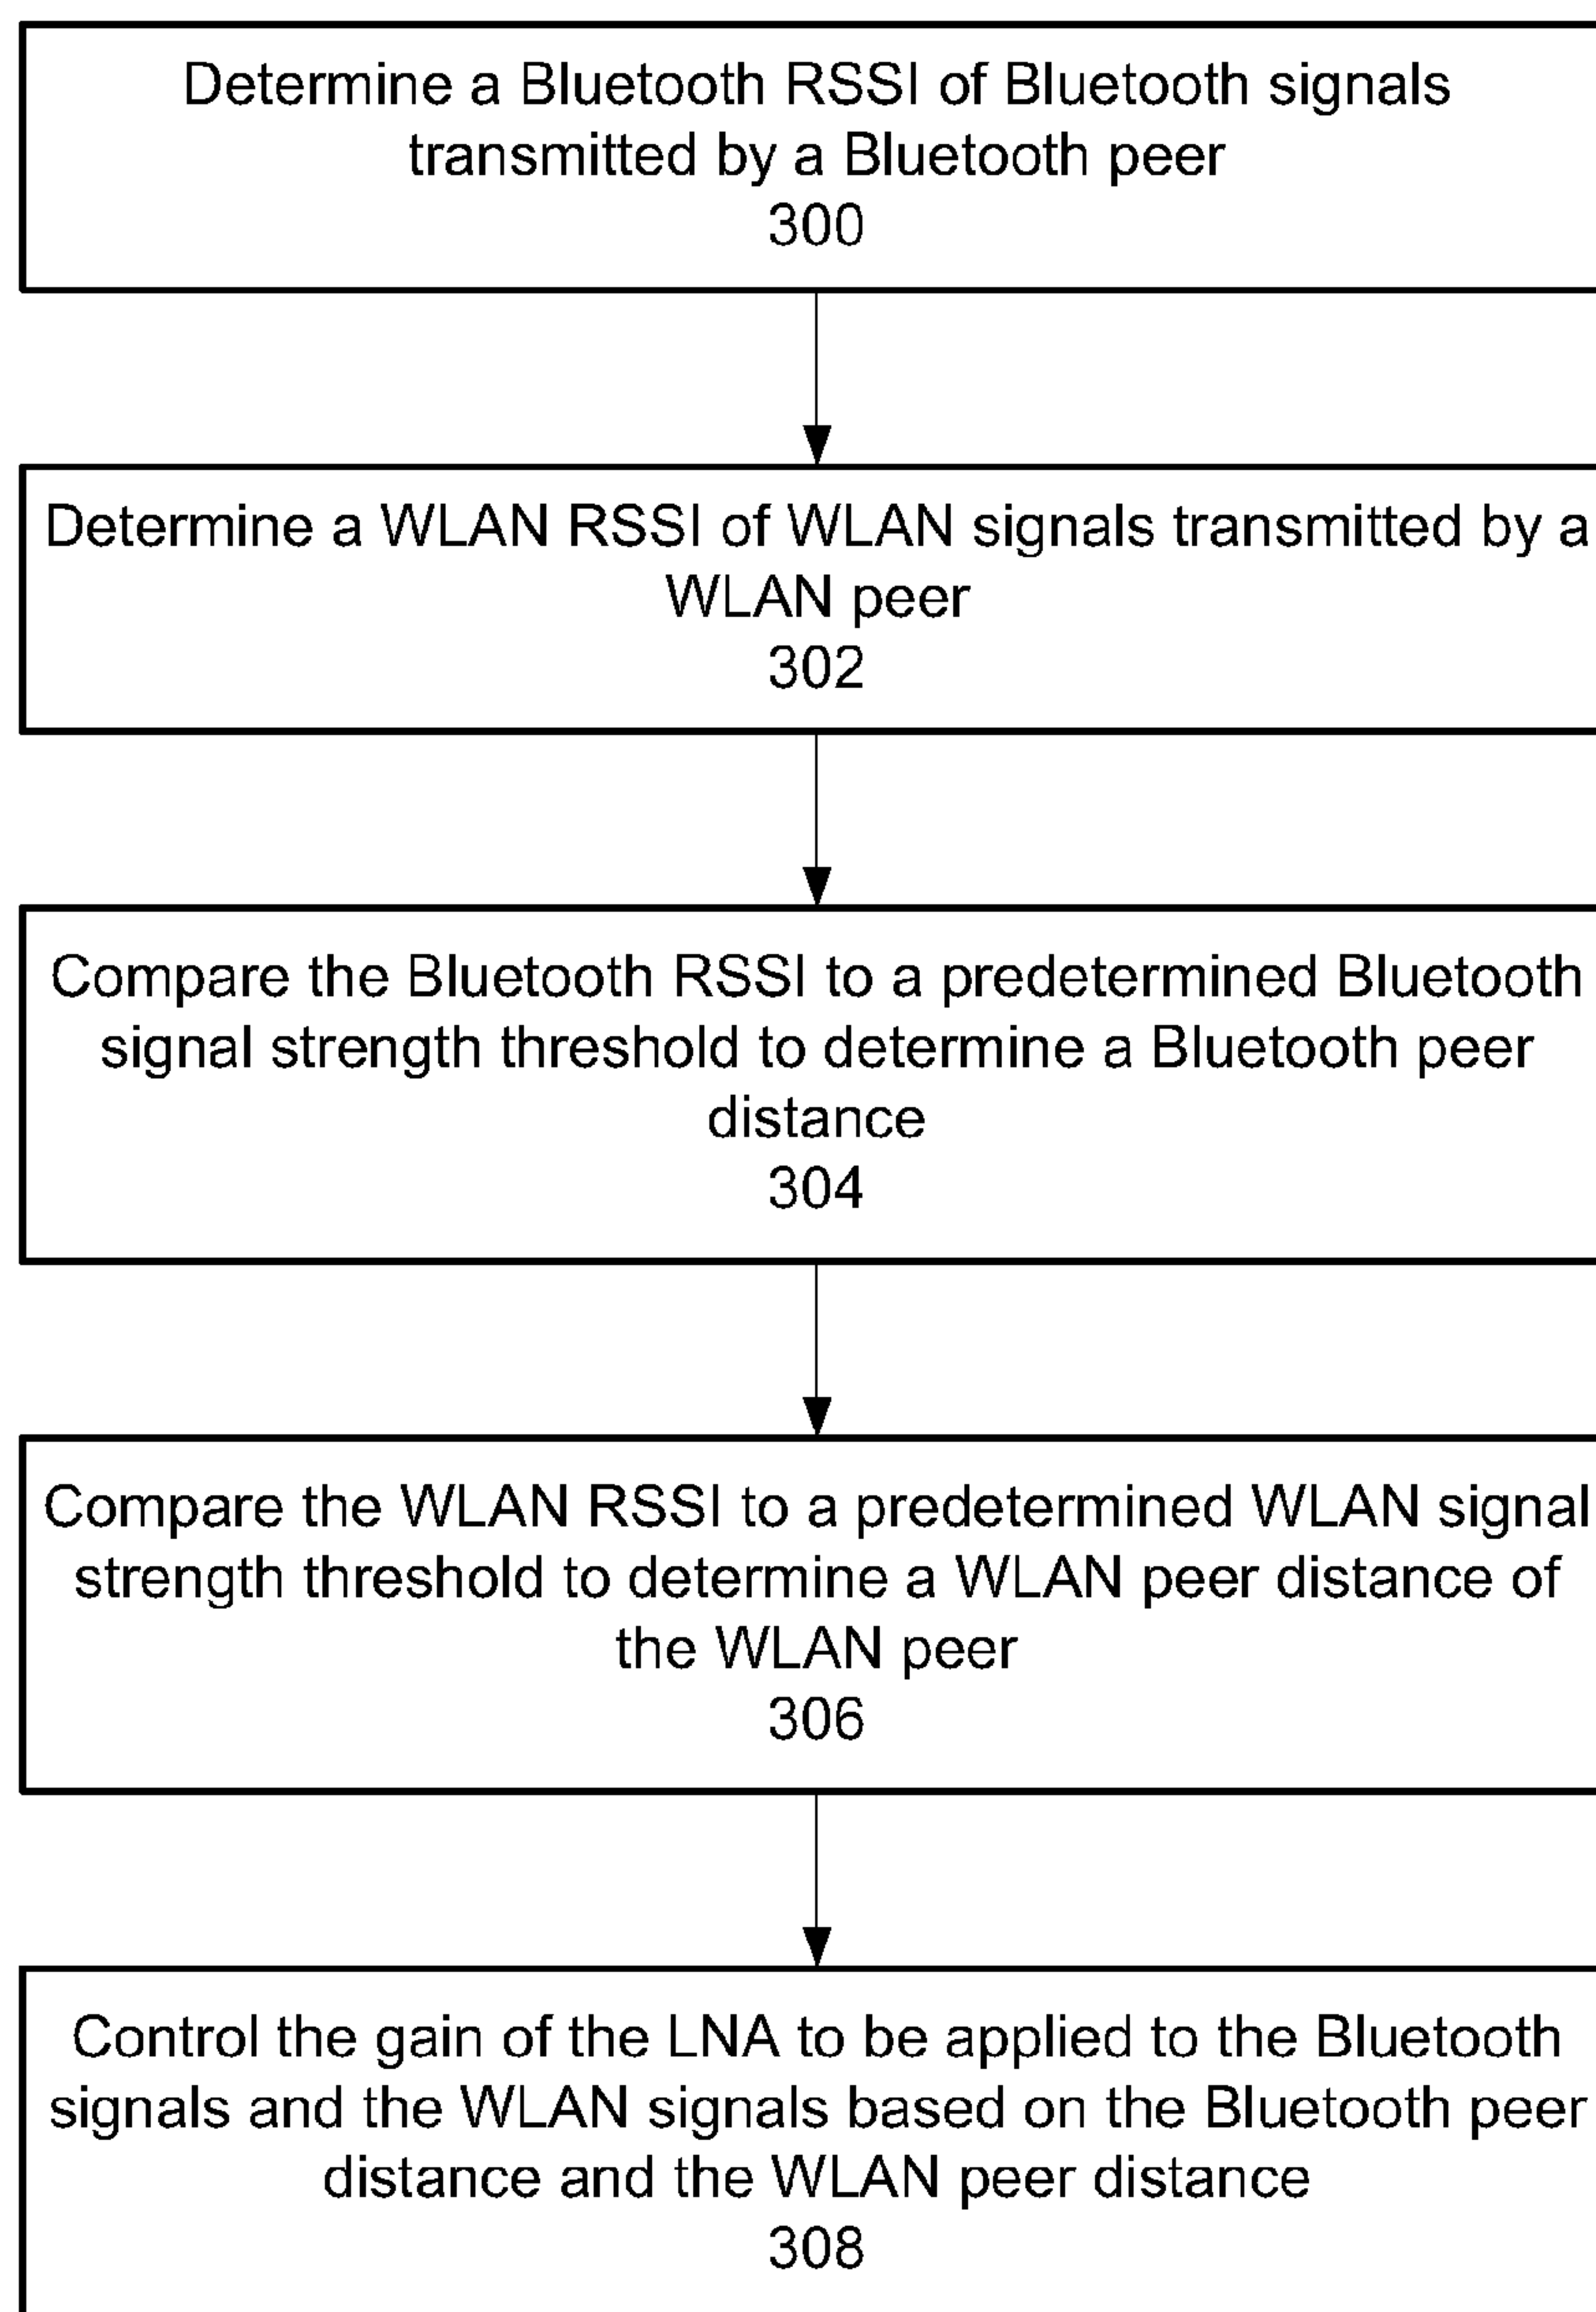 Determine a Bluetooth RSSI of Bluetooth signals
transmitted by a Bluetooth peer
300
Determine a WLAN RSSI of WLAN signals transmitted by a
WLAN peer
302
Compare the Bluetooth RSSI to a predetermined Bluetooth
signal strength threshold to determine a Bluetooth peer
distance
304
Compare the WLAN RSSI to a predetermined WLAN signal
strength threshold to determine a WLAN peer distance of
the WLAN peer
306
Control the gain of the LNA to be applied to the Bluetooth
signals and the WLAN signals based on the Bluetooth peer
distance and the WLAN peer distance
308